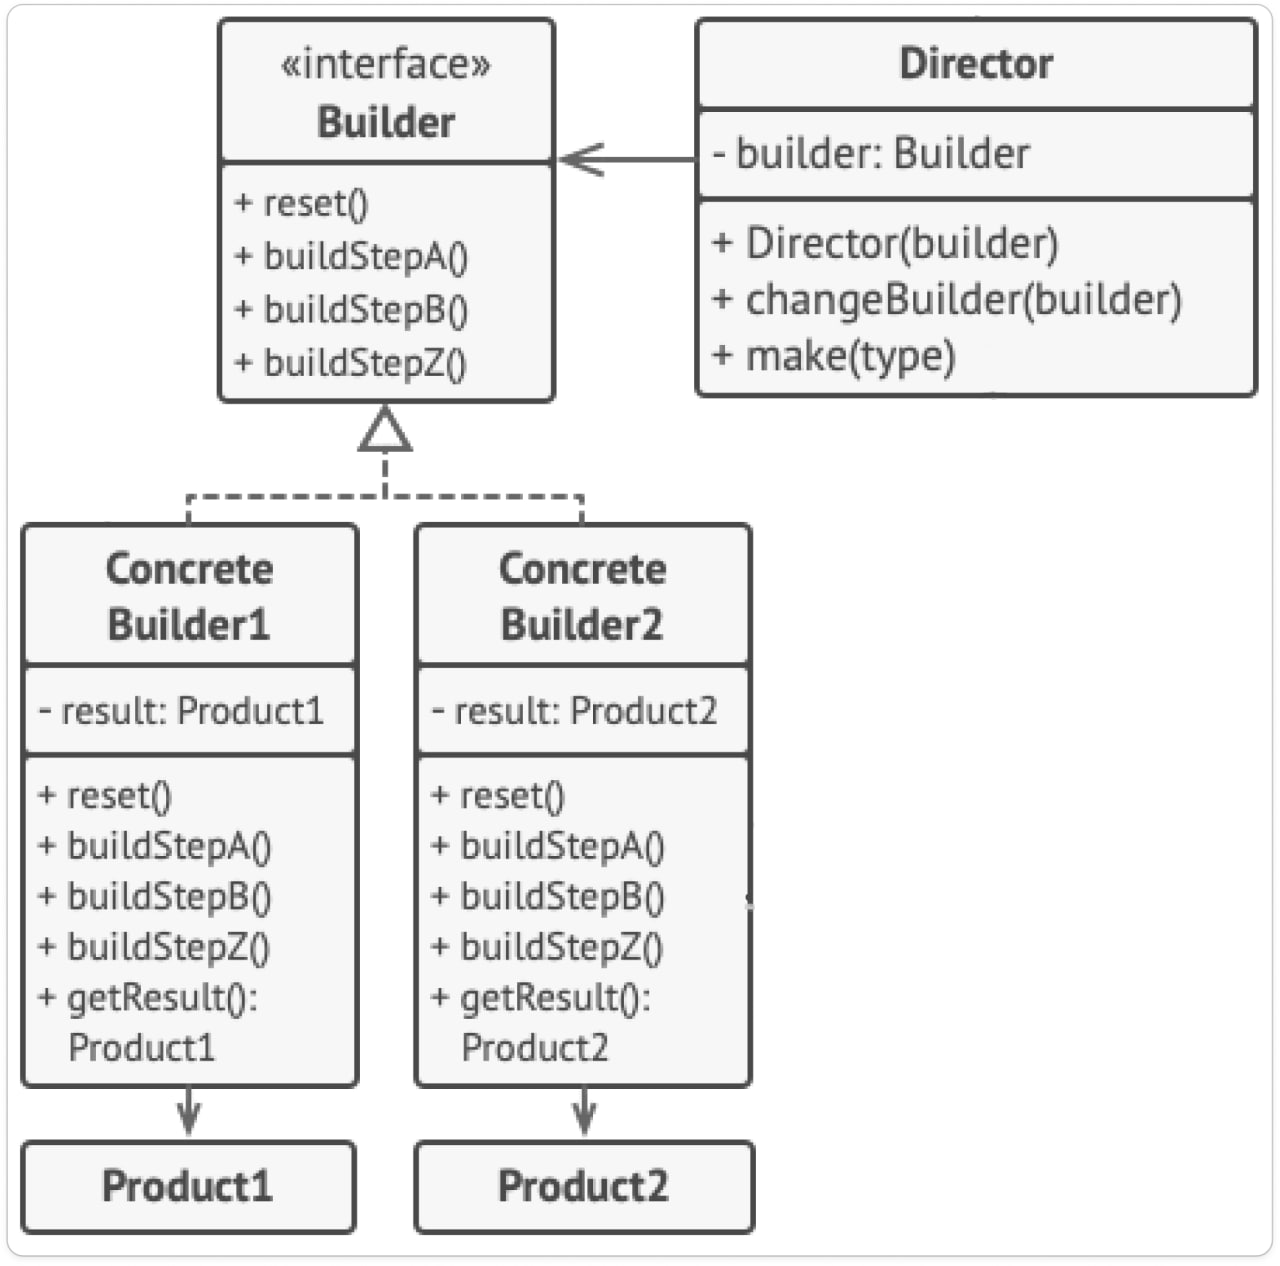 «interface»
Builder
+ reset()
+ buildStepA()
+ buildStepB()
+ buildStepZ()
Director
- builder: Builder
+ Director(builder)
+ changeBuilder(builder)
+ make(type)
Concrete
Builder1
- result: Product1
+ reset()
+ buildStepA()
+ buildStepB()
+ buildStepZ()
+ getResult():
Product1
Concrete
Builder2
- result: Product2
+ reset()
+ buildStepA()
+ buildStepB()
+ buildStepZ()
+ getResult():
Product2
Product1
Product2